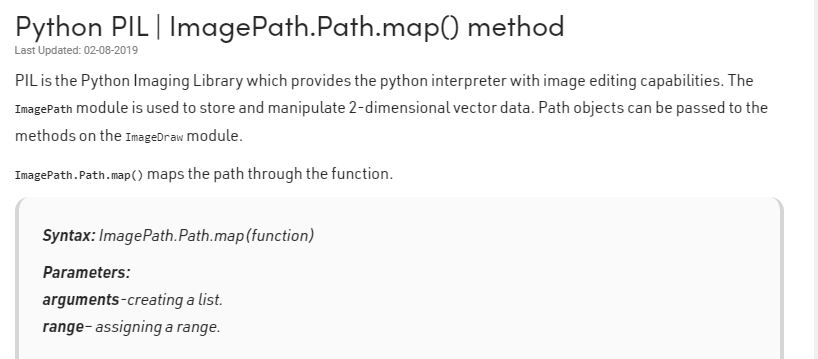 Python PIL | ImagePath.Path.map() method
Last Updated: 02-08-2019
PIL is the Python Imaging Library which provides the python interpreter with image editing capabilities. The
ImagePath module is used to store and manipulate 2-dimensional vector data. Path objects can be passed to the
methods on the ImageDraw module.
ImagePath.Path.map() maps the path through the function.
Syntax: ImagePath.Path.map(function)
Parameters:
arguments-creating a list.
range– assigning a range.